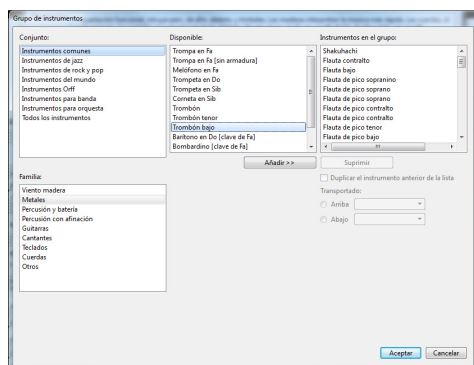 Grupo de instrumentos
Conjunto:
Instrumentos comunes
Instrumentos de jazz
Instrumentos de rock y pop
Instrumentos del mundo
Instrumentos Orff
Instrumentos para banda
Instrumentos para orquesta
Todos los instrumentos
Disponible:
Trompa en Fa
Trompa en Fa [sin armadura]
Melófono en Fa
Trompeta en Do
Trompeta en Sib
Corneta en Sib
Trombón
Trombón tenor
Trombón bajo
Barítono en Do [clave de Fa]
Bombardino [clave de Fa]
Instrumentos en el grupo:
Shakuhachi
Flauta contralto
Flauta bajo
Flauta de pico sopranino
Flauta de pico soprano
Flauta de pico contralto
Flauta de pico contralto
Flauta de pico tenor
Flauta de pico bajo
Añadir >>
Suprimir
Duplicar el instrumento anterior de la lista
Transportado:
Arriba
Abajo
Familia:
Viento madera
Metales
Percusión y batería
Percusión con afinación
Guitarras
Cantantes
Teclados
Cuerdas
Otros
Aceptar
Cancelar